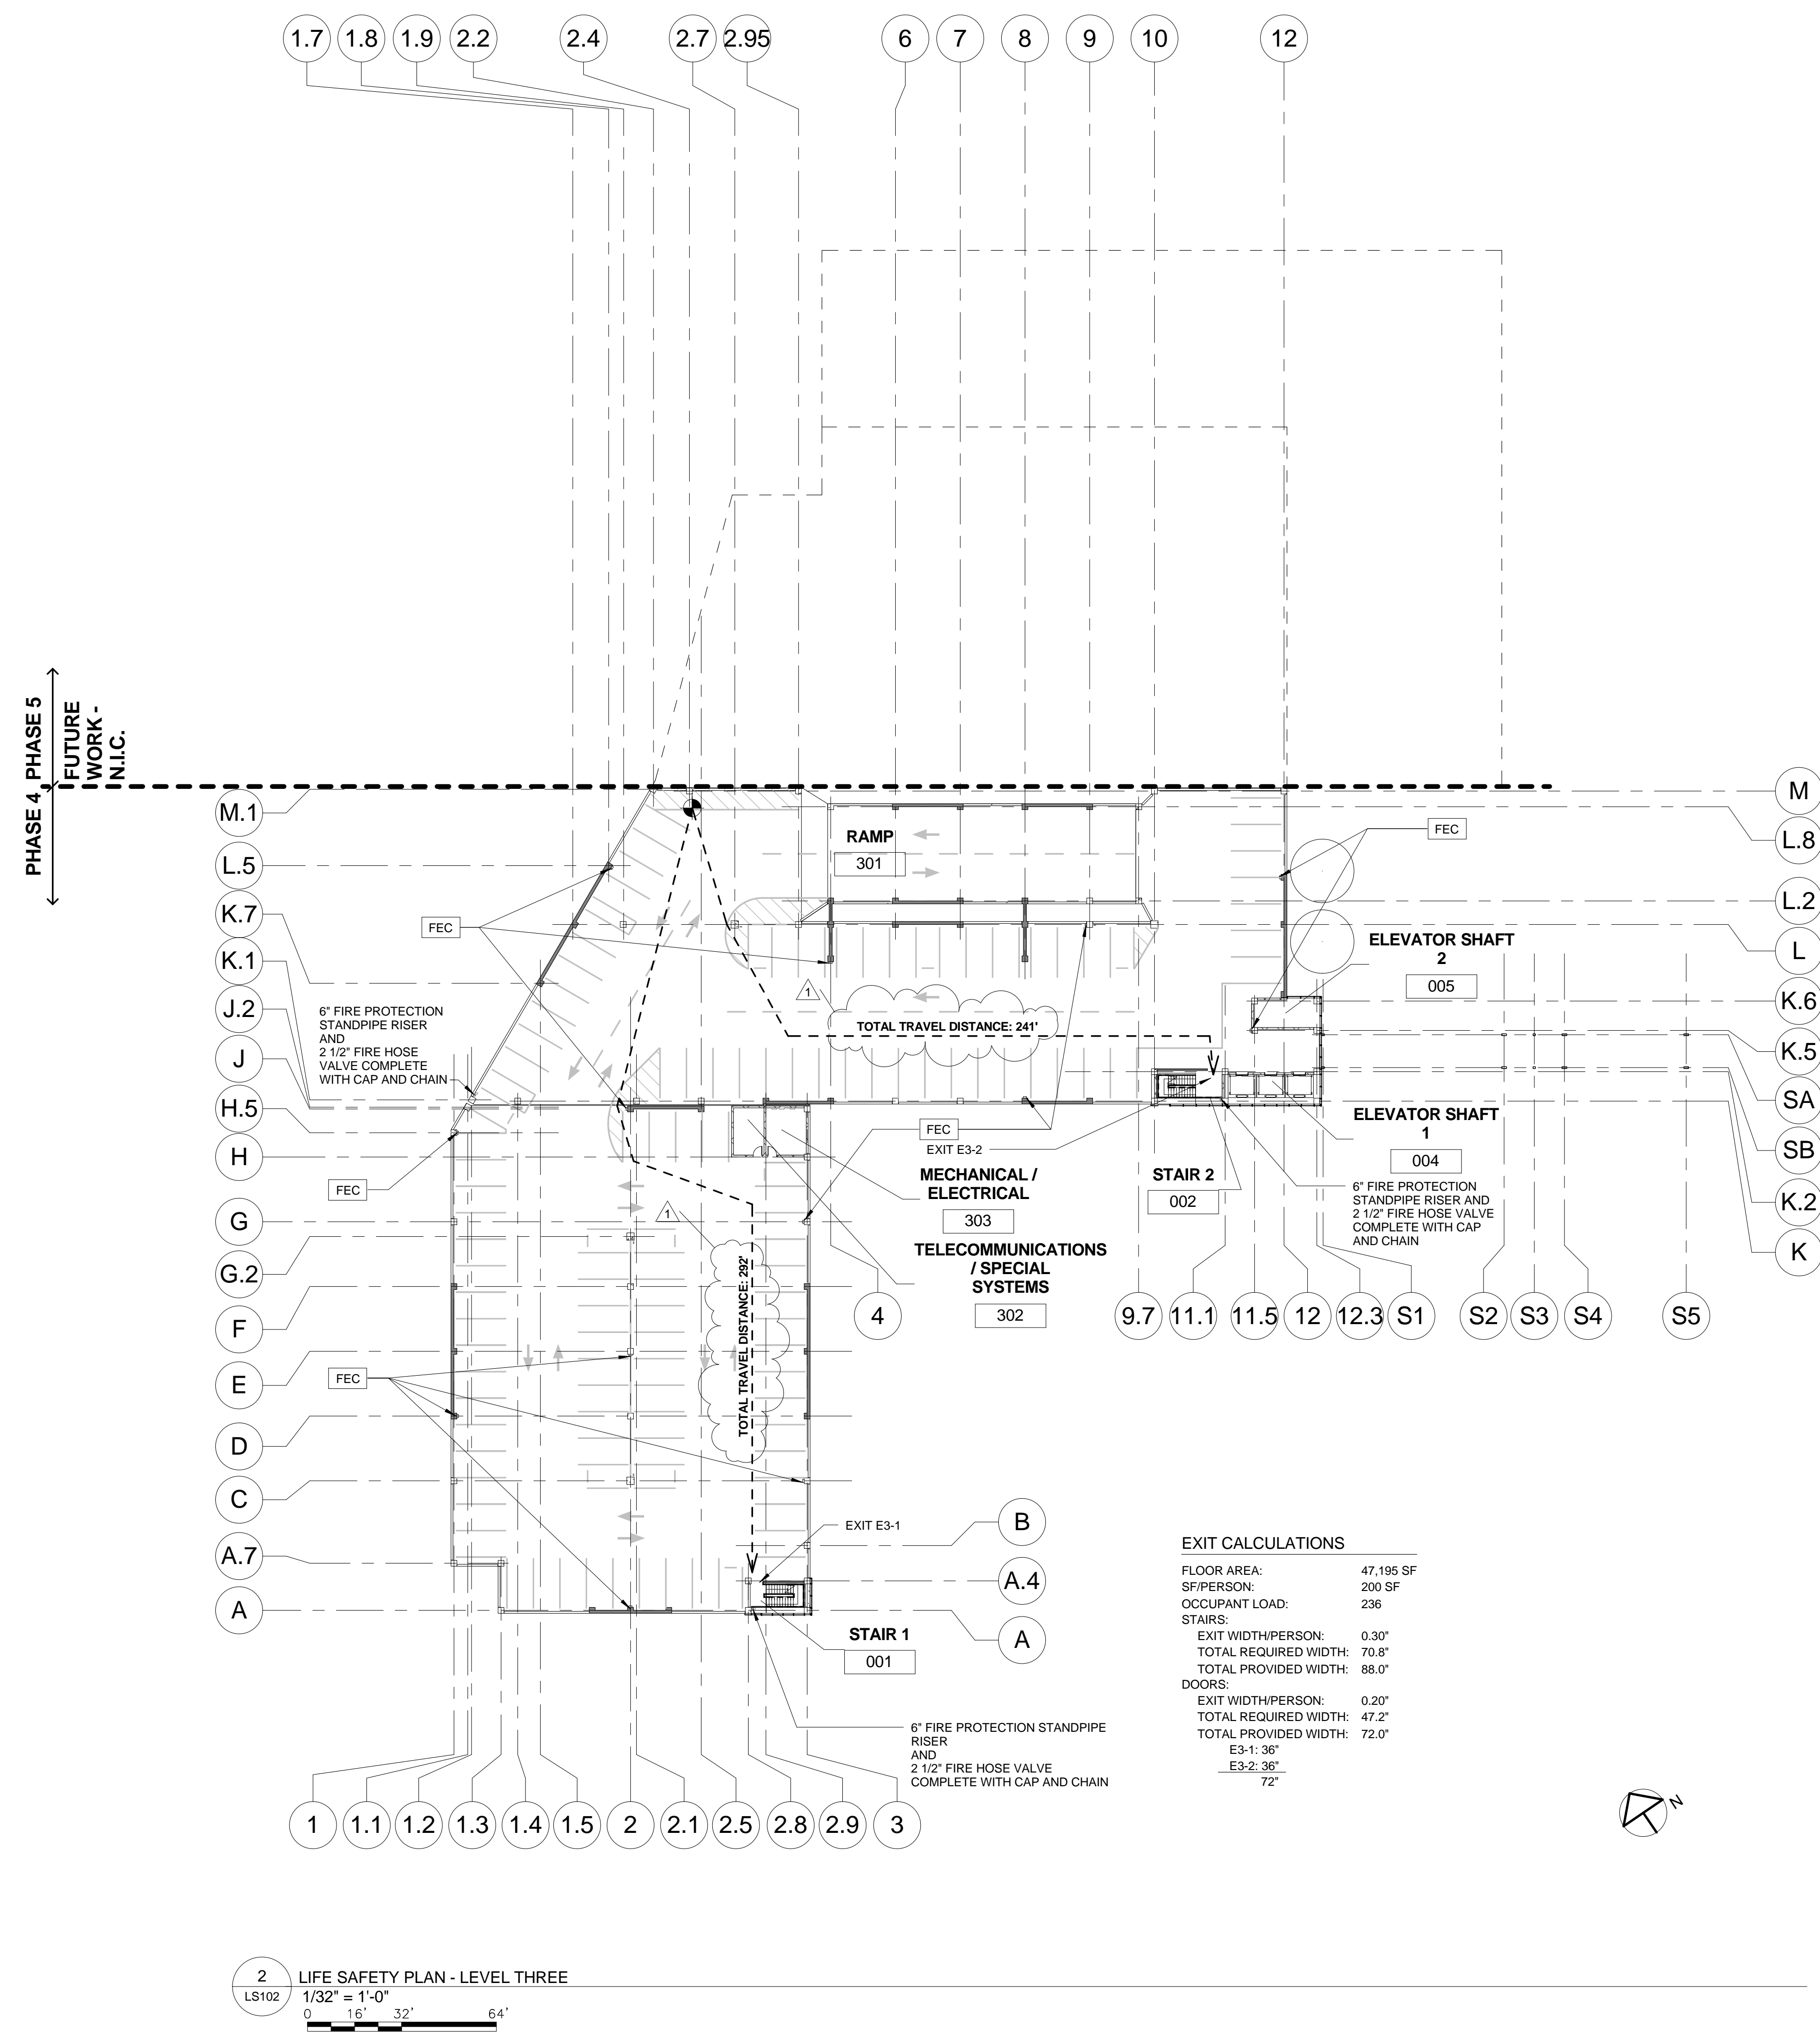 1.7
1.8
1.9
2.2
2.4
2.7
2.95
6
7
8
9
10
12
PHASE 5
FUTURE
WORK -
N.I.C.
PHASE 4
M.1
L.5
K.7
K.1
J.2
J
H.5
H
G
G.2
F
E
D
C
A.7
A
M
L.8
L.2
L
K.6
K.5
SA
SB
K.2
K
RAMP
301
FEC
FEC
ELEVATOR SHAFT
2
005
6" FIRE PROTECTION
STANDPIPE RISER
AND
2 1/2" FIRE HOSE
VALVE COMPLETE
WITH CAP AND CHAIN
1
TOTAL TRAVEL DISTANCE: 241'
FEC
EXIT E3-2
ELEVATOR SHAFT
1
004
FEC
MECHANICAL /
ELECTRICAL
303
STAIR 2
002
6" FIRE PROTECTION
STANDPIPE RISER AND
2 1/2" FIRE HOSE VALVE
COMPLETE WITH CAP
AND CHAIN
1
TOTAL TRAVEL DISTANCE: 292'
TELECOMMUNICATIONS
/ SPECIAL
SYSTEMS
302
4
9.7
11.1
11.5
12
12.3
S1
S2
S3
S4
S5
FEC
EXIT E3-1
B
A.4
A
STAIR 1
001
6" FIRE PROTECTION STANDPIPE
RISER
AND
2 1/2" FIRE HOSE VALVE
COMPLETE WITH CAP AND CHAIN
EXIT CALCULATIONS
FLOOR AREA: 47,195 SF
SF/PERSON: 200 SF
OCCUPANT LOAD: 236
STAIRS:
EXIT WIDTH/PERSON: 0.30"
TOTAL REQUIRED WIDTH: 70.8"
TOTAL PROVIDED WIDTH: 88.0"
DOORS:
EXIT WIDTH/PERSON: 0.20"
TOTAL REQUIRED WIDTH: 47.2"
TOTAL PROVIDED WIDTH: 72.0"
E3-1: 36"
E3-2: 36"
72"
1
1.1
1.2
1.3
1.4
1.5
2
2.1
2.5
2.8
2.9
3
N
2
LS102
LIFE SAFETY PLAN - LEVEL THREE
1/32" = 1'-0"
0 16' 32' 64'